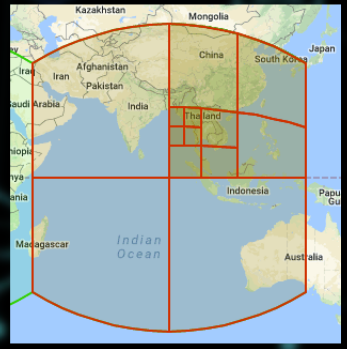 Kazakhstan
Mongolia
Japan
China
South Korea
Iraq
Iran
Afghanistan
Pakistan
Saudi Arabia
India
Thailand
hiopia
nya
Indonesia
Papu
Gu
ania
Madagascar
Indian
Ocean
Australia